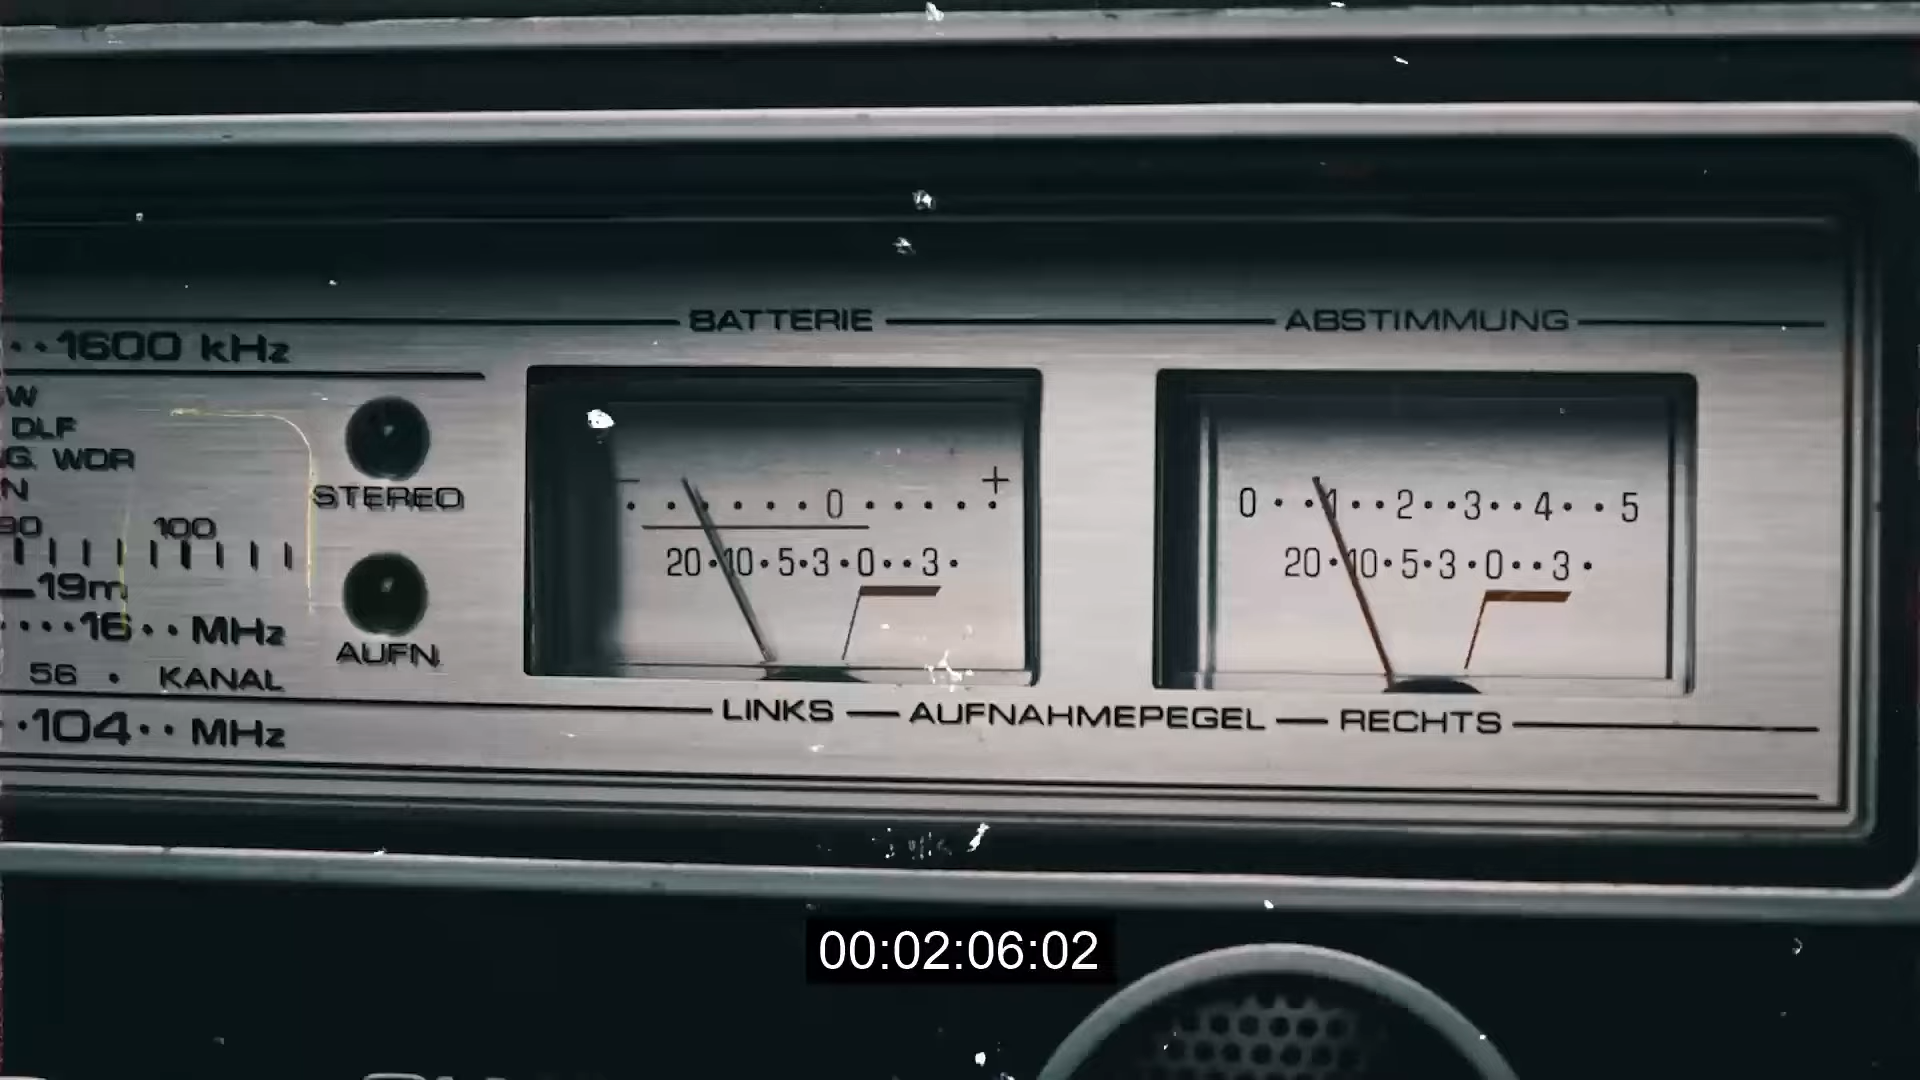 BATTERIE
ABSTIMMUNG
··1600 kHz
W
DLF
G. WDR
N
STEREO
90 100
19m
····16·· MHz
AUFN.
56 · KANAL
·104·· MHz
− 0 +
20·10·5·3·0··3·
0···1··2··3··4··5
20·10·5·3·0··3·
LINKS — AUFNAHMEPEGEL — RECHTS
00:02:06:02